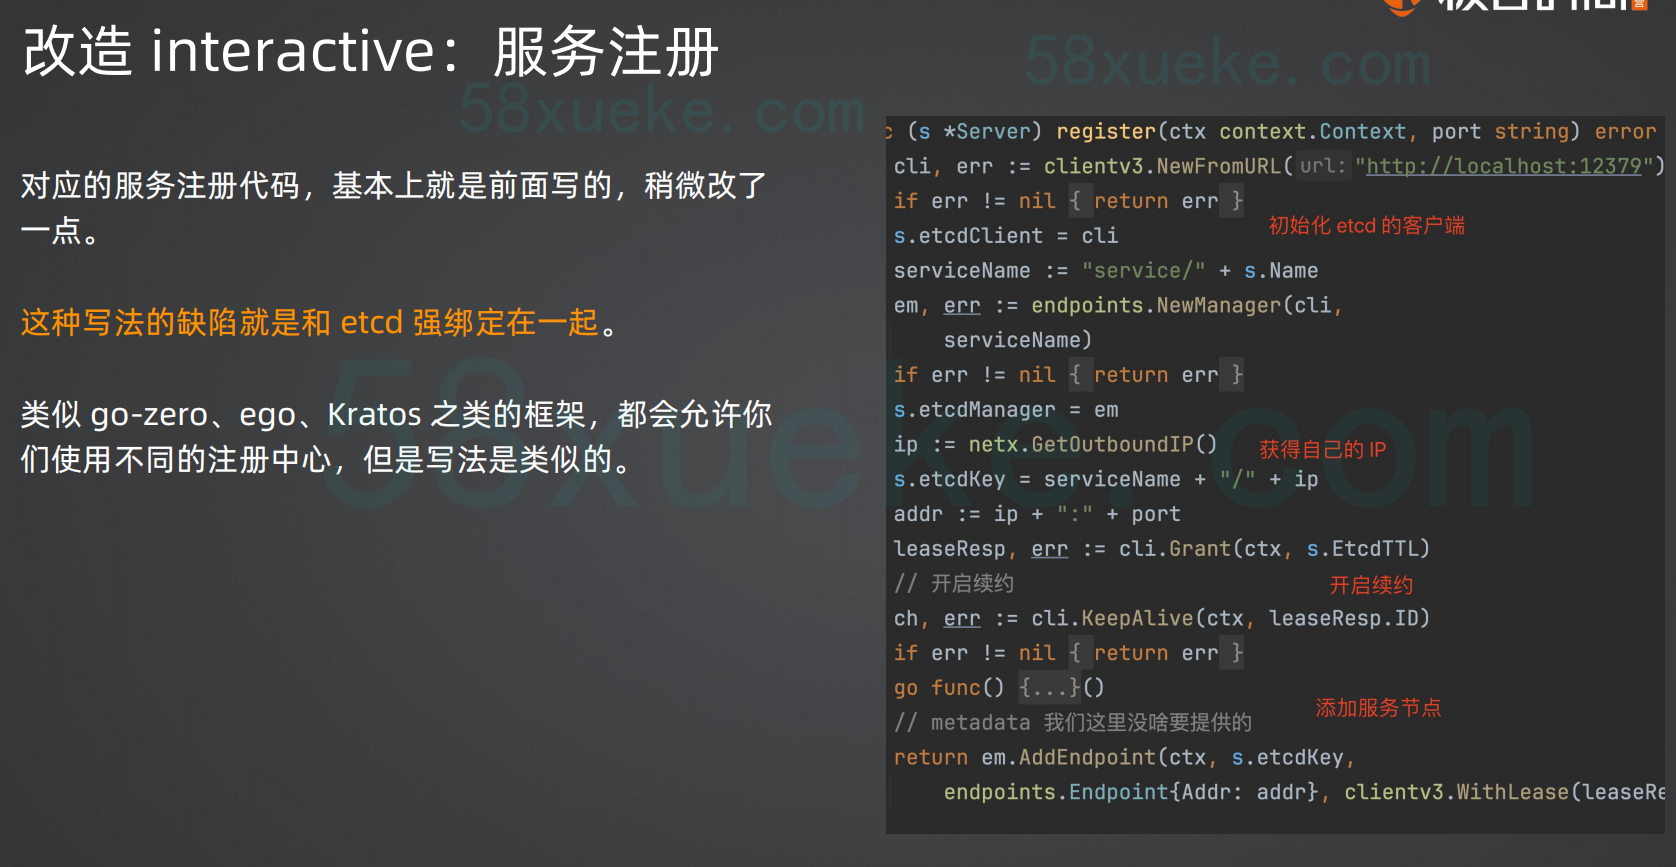 改造 interactive：服务注册
58xueke.com
58xueke.com
对应的服务注册代码，基本上就是前面写的，稍微改了
一点。
这种写法的缺陷就是和 etcd 强绑定在一起。
类似 go-zero、ego、Kratos 之类的框架，都会允许你
们使用不同的注册中心，但是写法是类似的。
58xueke.com
c (s *Server) register(ctx context.Context, port string) error
cli, err := clientv3.NewFromURL(url:"http://localhost:12379")
if err != nil { return err }
初始化 etcd 的客户端
s.etcdClient = cli
serviceName := "service/" + s.Name
em, err := endpoints.NewManager(cli,
serviceName)
if err != nil { return err }
s.etcdManager = em
ip := netx.GetOutboundIP()
获得自己的 IP
s.etcdKey = serviceName + "/" + ip
addr := ip + ":" + port
leaseResp, err := cli.Grant(ctx, s.EtcdTTL)
// 开启续约
开启续约
ch, err := cli.KeepAlive(ctx, leaseResp.ID)
if err != nil { return err }
go func() {...}()
// metadata 我们这里没啥要提供的
添加服务节点
return em.AddEndpoint(ctx, s.etcdKey,
endpoints.Endpoint{Addr: addr}, clientv3.WithLease(leaseRe